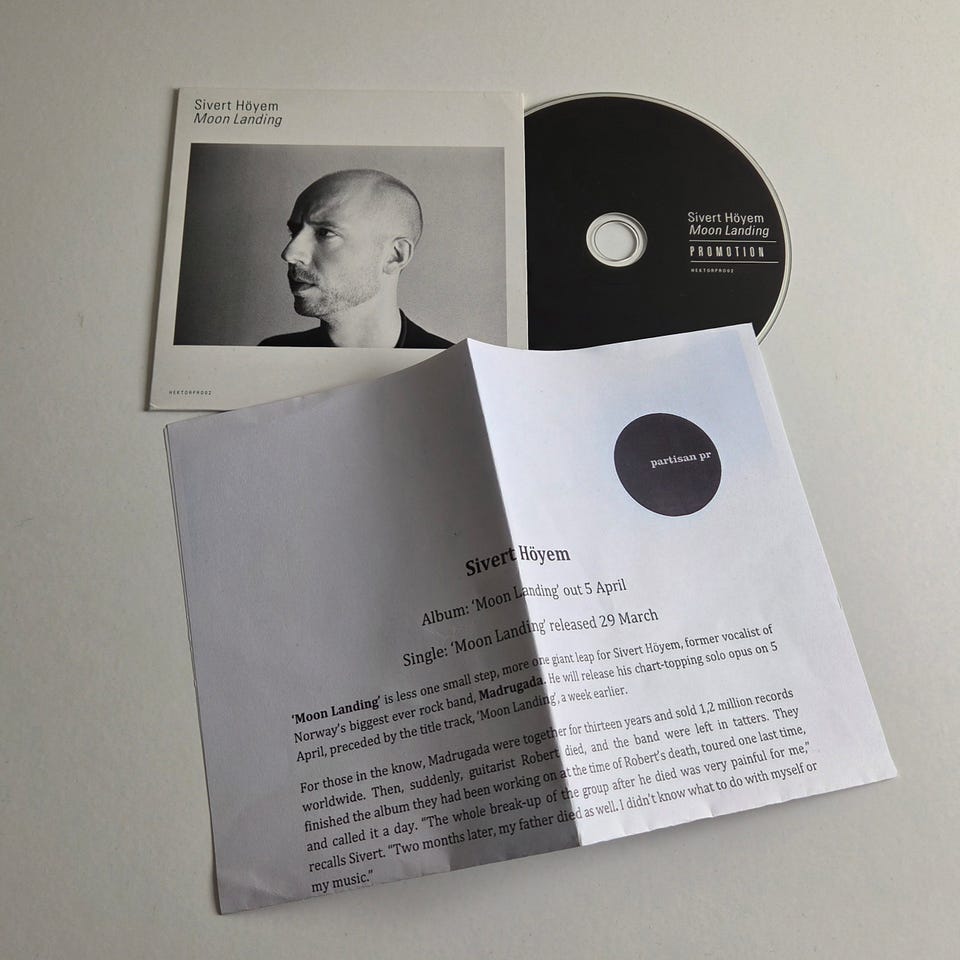 Sivert Höyem
Moon Landing
HEKTORPRO02
Sivert Höyem
Moon Landing
PROMOTION
HEKTORPRO02
partisan pr
Sivert Höyem
Album: ‘Moon Landing’ out 5 April
Single: ‘Moon Landing’ released 29 March
‘Moon Landing’ is less one small step, more one giant leap for Sivert Höyem, former vocalist of
Norway’s biggest ever rock band, Madrugada. He will release his chart-topping solo opus on 5
April, preceded by the title track, ‘Moon Landing’, a week earlier.
For those in the know, Madrugada were together for thirteen years and sold 1,2 million records
worldwide. Then, suddenly, guitarist Robert died, and the band were left in tatters. They
finished the album they had been working on at the time of Robert’s death, toured one last time,
and called it a day. “The whole break-up of the group after he died was very painful for me,”
recalls Sivert. “Two months later, my father died as well. I didn’t know what to do with myself or
my music.”